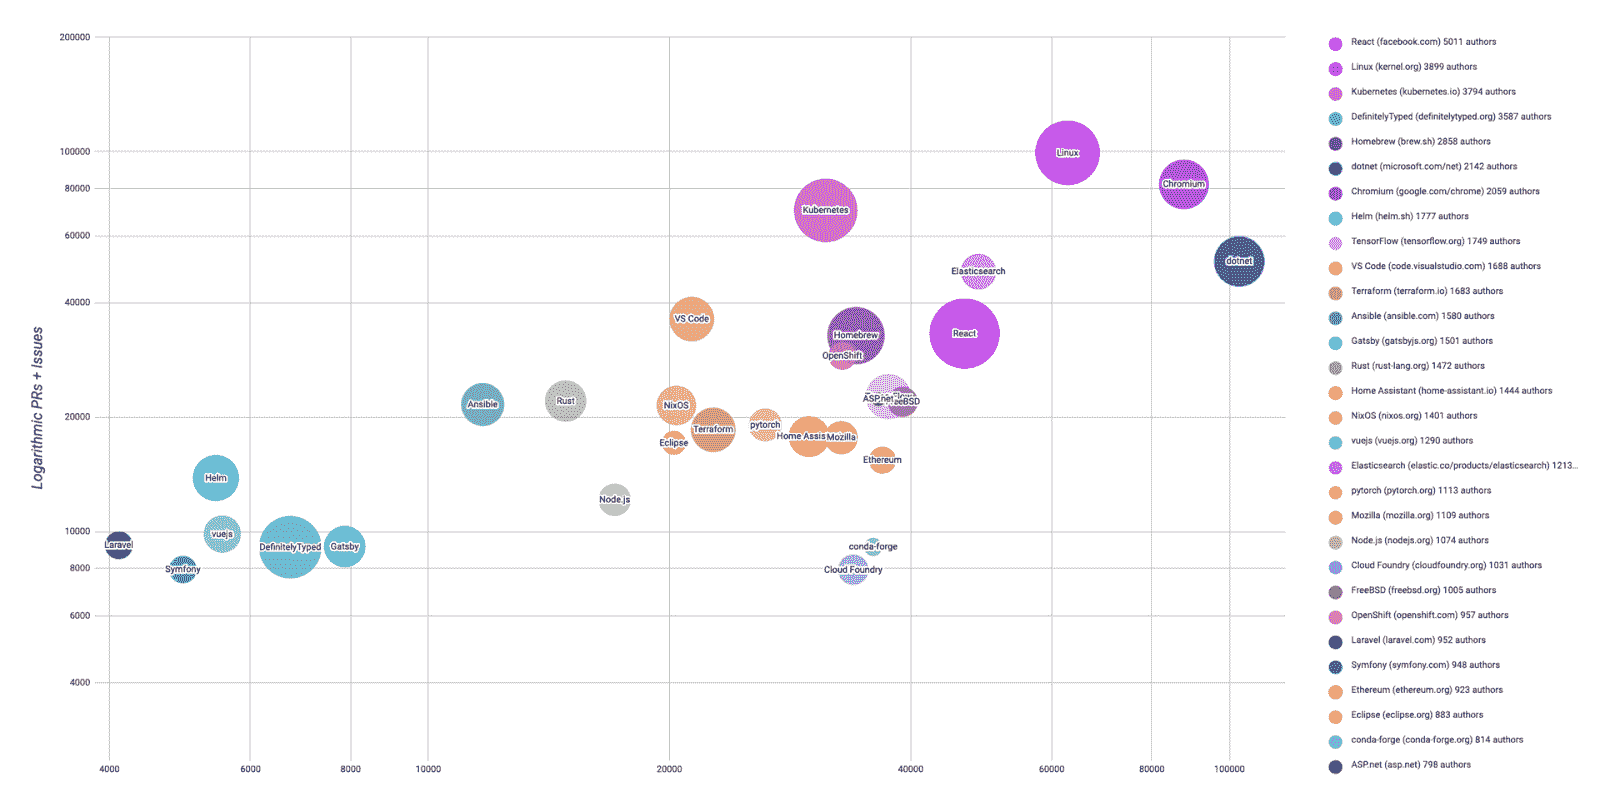 200000
100000
80000
60000
40000
20000
10000
8000
6000
4000
Logarithmic PRs + Issues
4000
6000
8000
10000
20000
40000
60000
80000
100000
Linux
Chromium
Kubernetes
dotnet
Elasticsearch
VS Code
React
Homebrew
OpenShift
Ansible
Rust
NixOS
ASP.net
FreeBSD
Terraform
pytorch
Eclipse
Home Assis
Mozilla
Ethereum
Helm
Node.js
vuejs
Laravel
DefinitelyTyped
Gatsby
conda-forge
Symfony
Cloud Foundry
React (facebook.com) 5011 authors
Linux (kernel.org) 3899 authors
Kubernetes (kubernetes.io) 3794 authors
DefinitelyTyped (definitelytyped.org) 3587 authors
Homebrew (brew.sh) 2858 authors
dotnet (microsoft.com/net) 2142 authors
Chromium (google.com/chrome) 2059 authors
Helm (helm.sh) 1777 authors
TensorFlow (tensorflow.org) 1749 authors
VS Code (code.visualstudio.com) 1688 authors
Terraform (terraform.io) 1683 authors
Ansible (ansible.com) 1580 authors
Gatsby (gatsbyjs.org) 1501 authors
Rust (rust-lang.org) 1472 authors
Home Assistant (home-assistant.io) 1444 authors
NixOS (nixos.org) 1401 authors
vuejs (vuejs.org) 1290 authors
Elasticsearch (elastic.co/products/elasticsearch) 1213...
pytorch (pytorch.org) 1113 authors
Mozilla (mozilla.org) 1109 authors
Node.js (nodejs.org) 1074 authors
Cloud Foundry (cloudfoundry.org) 1031 authors
FreeBSD (freebsd.org) 1005 authors
OpenShift (openshift.com) 957 authors
Laravel (laravel.com) 952 authors
Symfony (symfony.com) 948 authors
Ethereum (ethereum.org) 923 authors
Eclipse (eclipse.org) 883 authors
conda-forge (conda-forge.org) 814 authors
ASP.net (asp.net) 798 authors